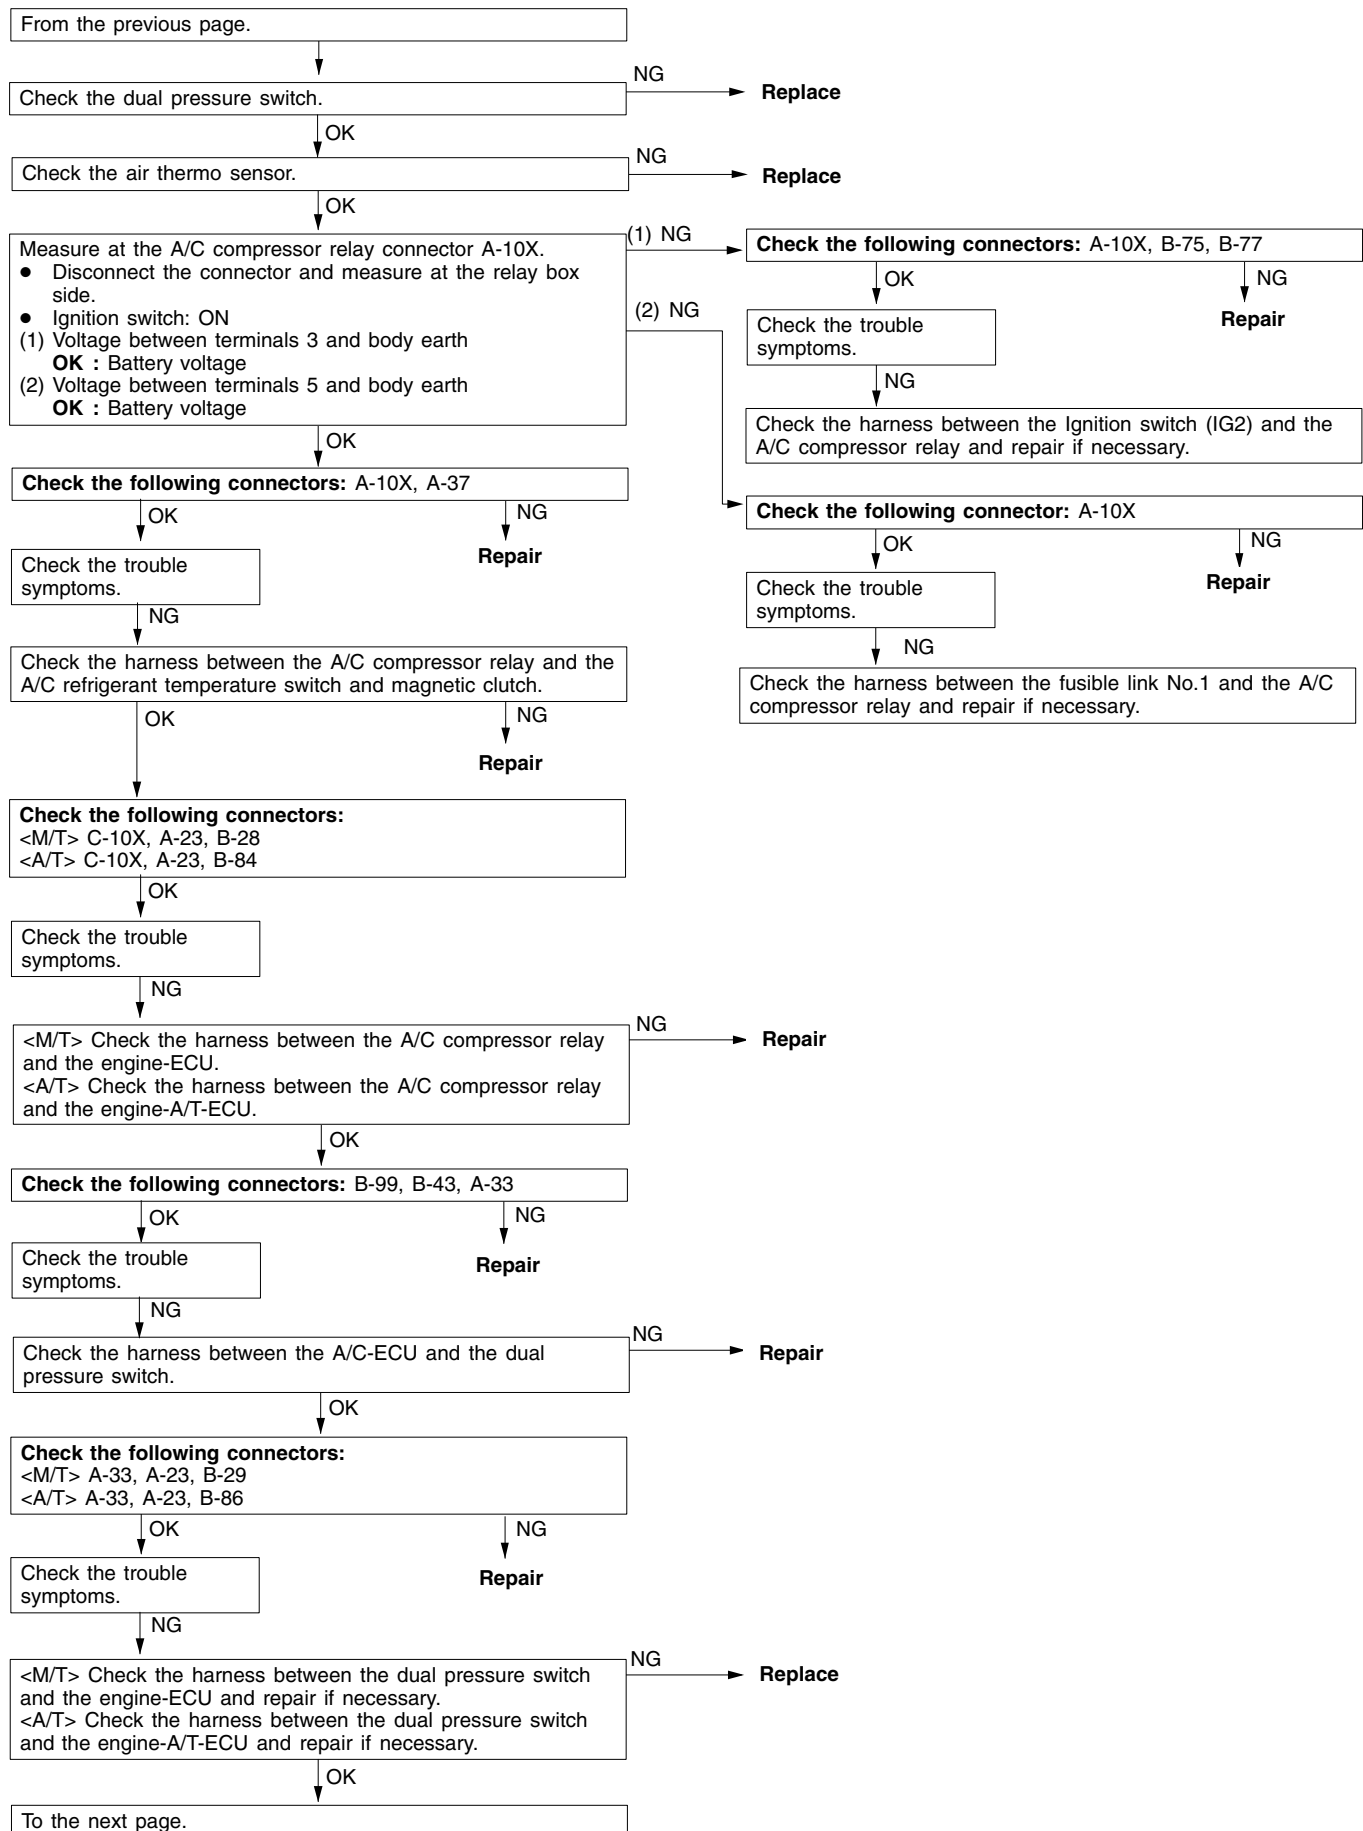 From the previous page.
Check the dual pressure switch.
NG
Replace
OK
Check the air thermo sensor.
NG
Replace
OK
Measure at the A/C compressor relay connector A-10X.
● Disconnect the connector and measure at the relay box
side.
● Ignition switch: ON
(1) Voltage between terminals 3 and body earth
OK : Battery voltage
(2) Voltage between terminals 5 and body earth
OK : Battery voltage
(1) NG
Check the following connectors: A-10X, B-75, B-77
OK
NG
Repair
Check the trouble
symptoms.
NG
Check the harness between the Ignition switch (IG2) and the
A/C compressor relay and repair if necessary.
(2) NG
Check the following connector: A-10X
OK
NG
Repair
Check the trouble
symptoms.
NG
Check the harness between the fusible link No.1 and the A/C
compressor relay and repair if necessary.
OK
Check the following connectors: A-10X, A-37
OK
NG
Repair
Check the trouble
symptoms.
NG
Check the harness between the A/C compressor relay and the
A/C refrigerant temperature switch and magnetic clutch.
OK
NG
Repair
Check the following connectors:
<M/T> C-10X, A-23, B-28
<A/T> C-10X, A-23, B-84
OK
Check the trouble
symptoms.
NG
<M/T> Check the harness between the A/C compressor relay
and the engine-ECU.
<A/T> Check the harness between the A/C compressor relay
and the engine-A/T-ECU.
NG
Repair
OK
Check the following connectors: B-99, B-43, A-33
OK
NG
Repair
Check the trouble
symptoms.
NG
Check the harness between the A/C-ECU and the dual
pressure switch.
NG
Repair
OK
Check the following connectors:
<M/T> A-33, A-23, B-29
<A/T> A-33, A-23, B-86
OK
NG
Repair
Check the trouble
symptoms.
NG
<M/T> Check the harness between the dual pressure switch
and the engine-ECU and repair if necessary.
<A/T> Check the harness between the dual pressure switch
and the engine-A/T-ECU and repair if necessary.
NG
Replace
OK
To the next page.